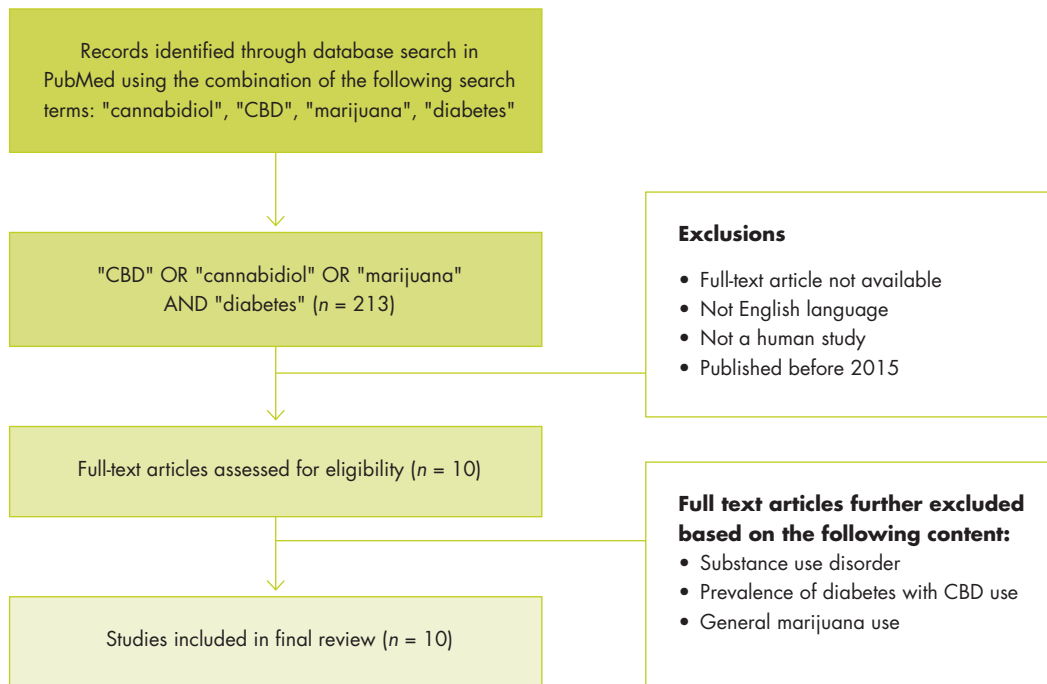 Records identified through database search in
PubMed using the combination of the following search
terms: "cannabidiol", "CBD", "marijuana", "diabetes"
"CBD" OR "cannabidiol" OR "marijuana"
AND "diabetes" (n = 213)
Exclusions
• Full-text article not available
• Not English language
• Not a human study
• Published before 2015
Full-text articles assessed for eligibility (n = 10)
Full text articles further excluded
based on the following content:
• Substance use disorder
• Prevalence of diabetes with CBD use
• General marijuana use
Studies included in final review (n = 10)